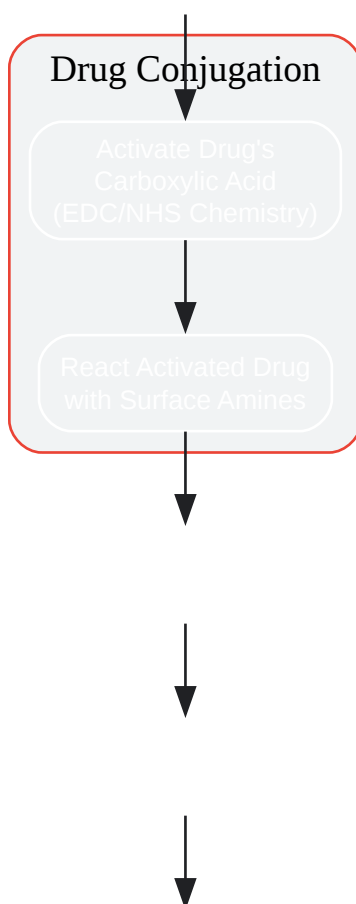 Drug Conjugation
Activate Drug's
Carboxylic Acid
(EDC/NHS Chemistry)
React Activated Drug
with Surface Amines